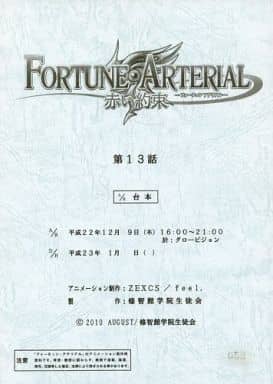 FORTUNE ARTERIAL
赤い約束
第13話
台本
平成22年12月 9日(木) 16:00～21:00
於:グロービジョン
平成23年 1月 日( )
アニメーション制作:ZEXCS / feel.
製 作:修智館学院生徒会
© 2010 AUGUST/修智館学院生徒会
注意